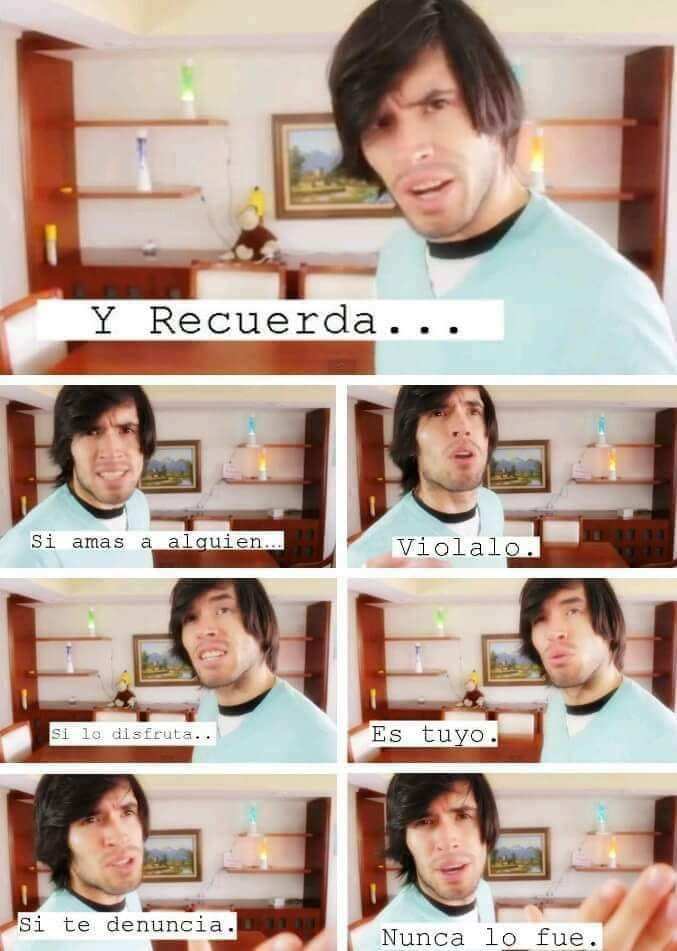 Y Recuerda...
Si amas a alguien...
Violalo.
Si lo disfruta..
Es tuyo.
Si te denuncia.
Nunca lo fue.